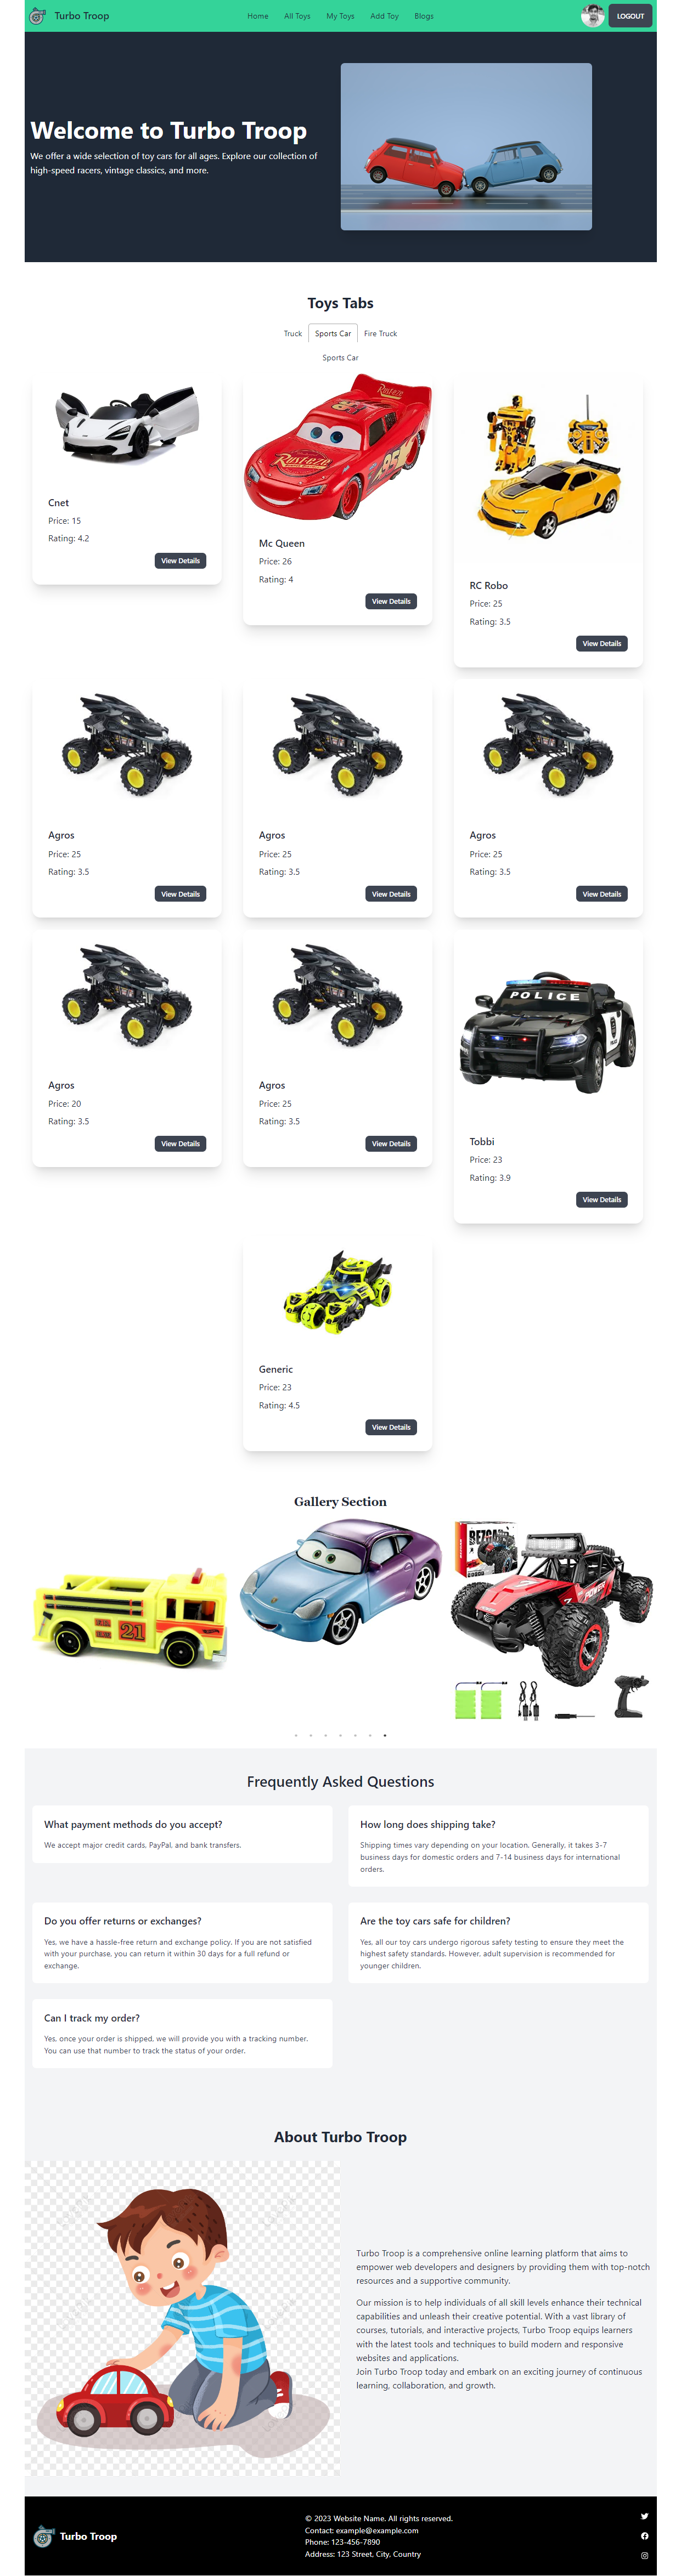 Turbo Troop
Home All Toys My Toys Add Toy Blogs
LOGOUT
Welcome to Turbo Troop
We offer a wide selection of toy cars for all ages. Explore our collection of
high-speed racers, vintage classics, and more.
Toys Tabs
Truck Sports Car Fire Truck
Sports Car
Rusteze
Rusteze
95
Cnet
Price: 15
Rating: 4.2
View Details
Mc Queen
Price: 26
Rating: 4
View Details
RC Robo
Price: 25
Rating: 3.5
View Details
Agros
Price: 25
Rating: 3.5
View Details
Agros
Price: 25
Rating: 3.5
View Details
Agros
Price: 25
Rating: 3.5
View Details
Agros
Price: 20
Rating: 3.5
View Details
Agros
Price: 25
Rating: 3.5
View Details
POLICE
Tobbi
Price: 23
Rating: 3.9
View Details
Generic
Price: 23
Rating: 4.5
View Details
Gallery Section
21
Frequently Asked Questions
What payment methods do you accept?
We accept major credit cards, PayPal, and bank transfers.
How long does shipping take?
Shipping times vary depending on your location. Generally, it takes 3-7
business days for domestic orders and 7-14 business days for international
orders.
Do you offer returns or exchanges?
Yes, we have a hassle-free return and exchange policy. If you are not satisfied
with your purchase, you can return it within 30 days for a full refund or
exchange.
Are the toy cars safe for children?
Yes, all our toy cars undergo rigorous safety testing to ensure they meet the
highest safety standards. However, adult supervision is recommended for
younger children.
Can I track my order?
Yes, once your order is shipped, we will provide you with a tracking number.
You can use that number to track the status of your order.
About Turbo Troop
Turbo Troop is a comprehensive online learning platform that aims to
empower web developers and designers by providing them with top-notch
resources and a supportive community.
Our mission is to help individuals of all skill levels enhance their technical
capabilities and unleash their creative potential. With a vast library of
courses, tutorials, and interactive projects, Turbo Troop equips learners
with the latest tools and techniques to build modern and responsive
websites and applications.
Join Turbo Troop today and embark on an exciting journey of continuous
learning, collaboration, and growth.
Turbo Troop
© 2023 Website Name. All rights reserved.
Contact: example@example.com
Phone: 123-456-7890
Address: 123 Street, City, Country